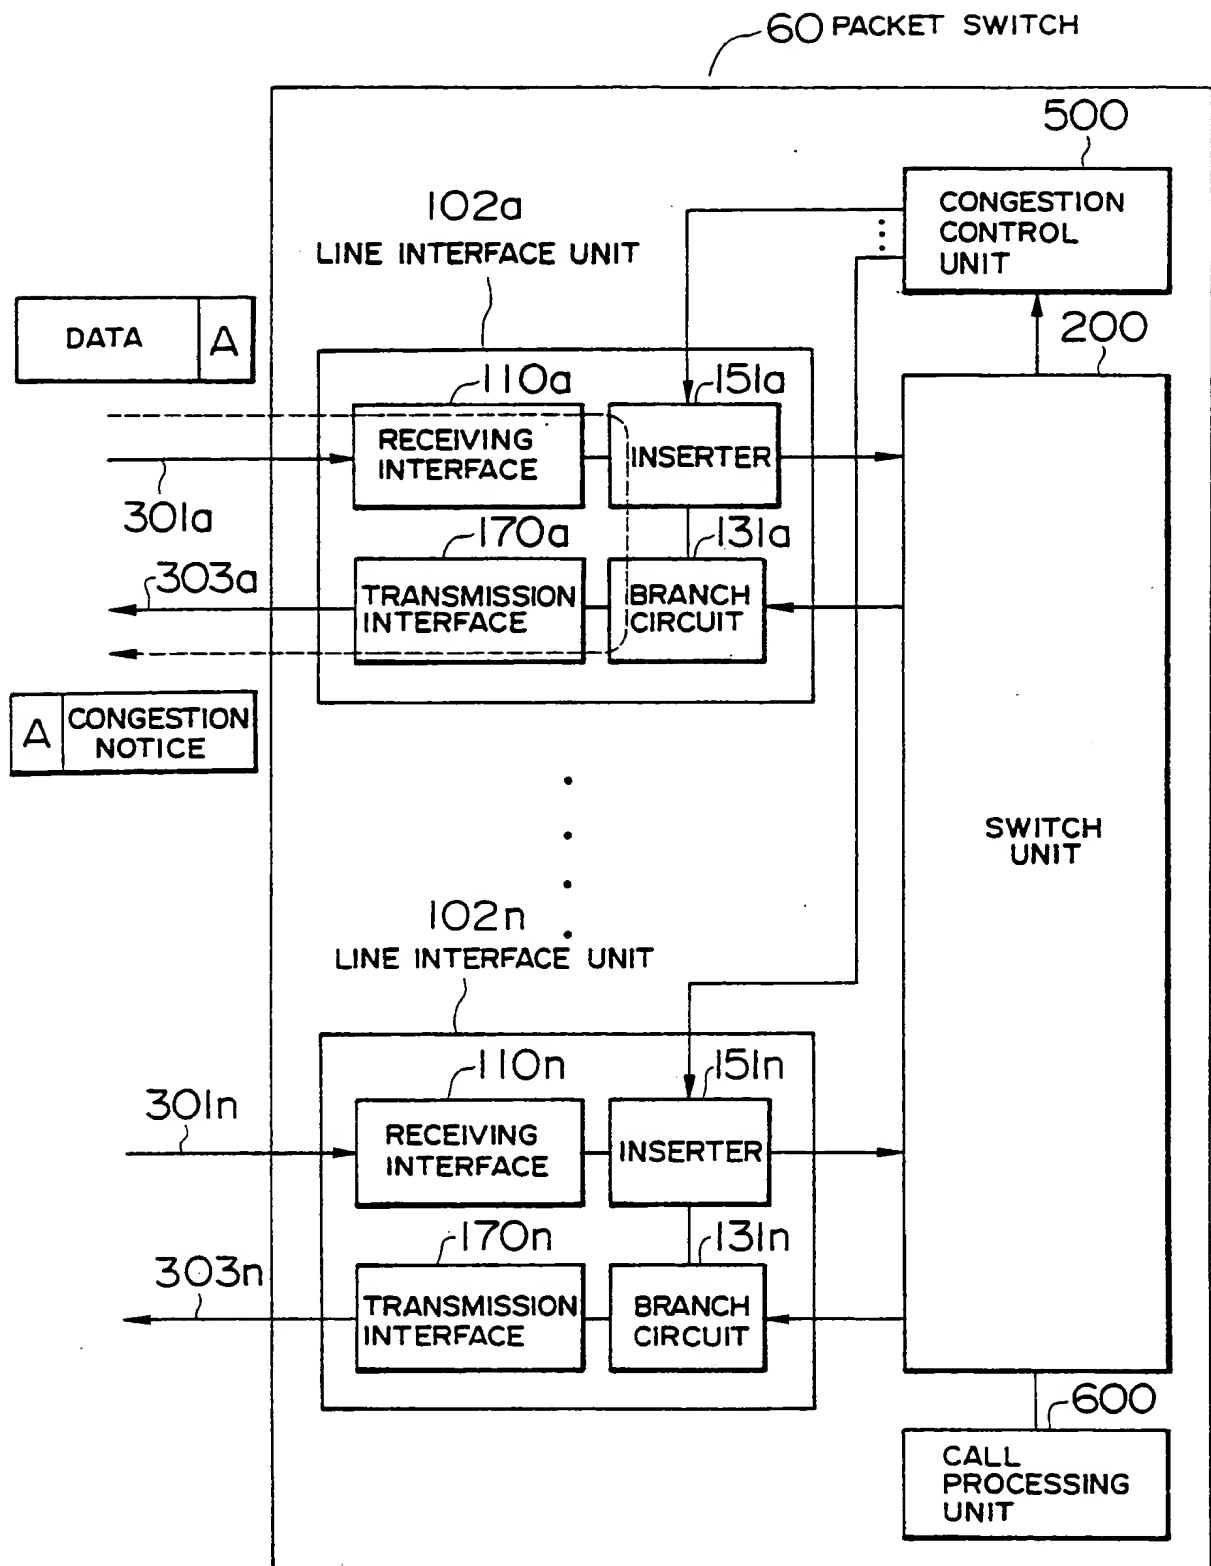 60 PACKET SWITCH
500
CONGESTION
CONTROL
UNIT
102a
LINE INTERFACE UNIT
DATA A
200
110a
151a
RECEIVING
INTERFACE
INSERTER
301a
170a
131a
303a
TRANSMISSION
INTERFACE
BRANCH
CIRCUIT
A CONGESTION
NOTICE
SWITCH
UNIT
102n
LINE INTERFACE UNIT
110n
151n
301n
RECEIVING
INTERFACE
INSERTER
170n
131n
303n
TRANSMISSION
INTERFACE
BRANCH
CIRCUIT
600
CALL
PROCESSING
UNIT